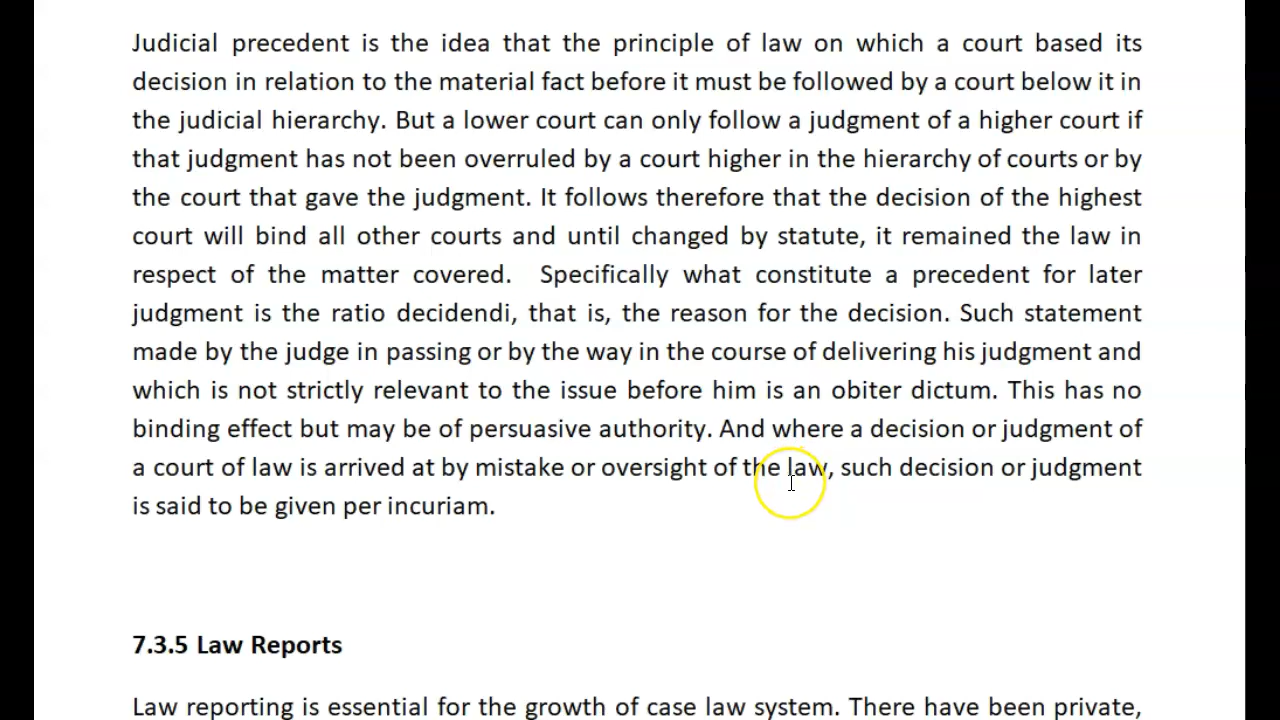 Judicial precedent is the idea that the principle of law on which a court based its
decision in relation to the material fact before it must be followed by a court below it in
the judicial hierarchy. But a lower court can only follow a judgment of a higher court if
that judgment has not been overruled by a court higher in the hierarchy of courts or by
the court that gave the judgment. It follows therefore that the decision of the highest
court will bind all other courts and until changed by statute, it remained the law in
respect of the matter covered.  Specifically what constitute a precedent for later
judgment is the ratio decidendi, that is, the reason for the decision. Such statement
made by the judge in passing or by the way in the course of delivering his judgment and
which is not strictly relevant to the issue before him is an obiter dictum. This has no
binding effect but may be of persuasive authority. And where a decision or judgment of
a court of law is arrived at by mistake or oversight of the law, such decision or judgment
is said to be given per incuriam.
7.3.5 Law Reports
Law reporting is essential for the growth of case law system. There have been private,